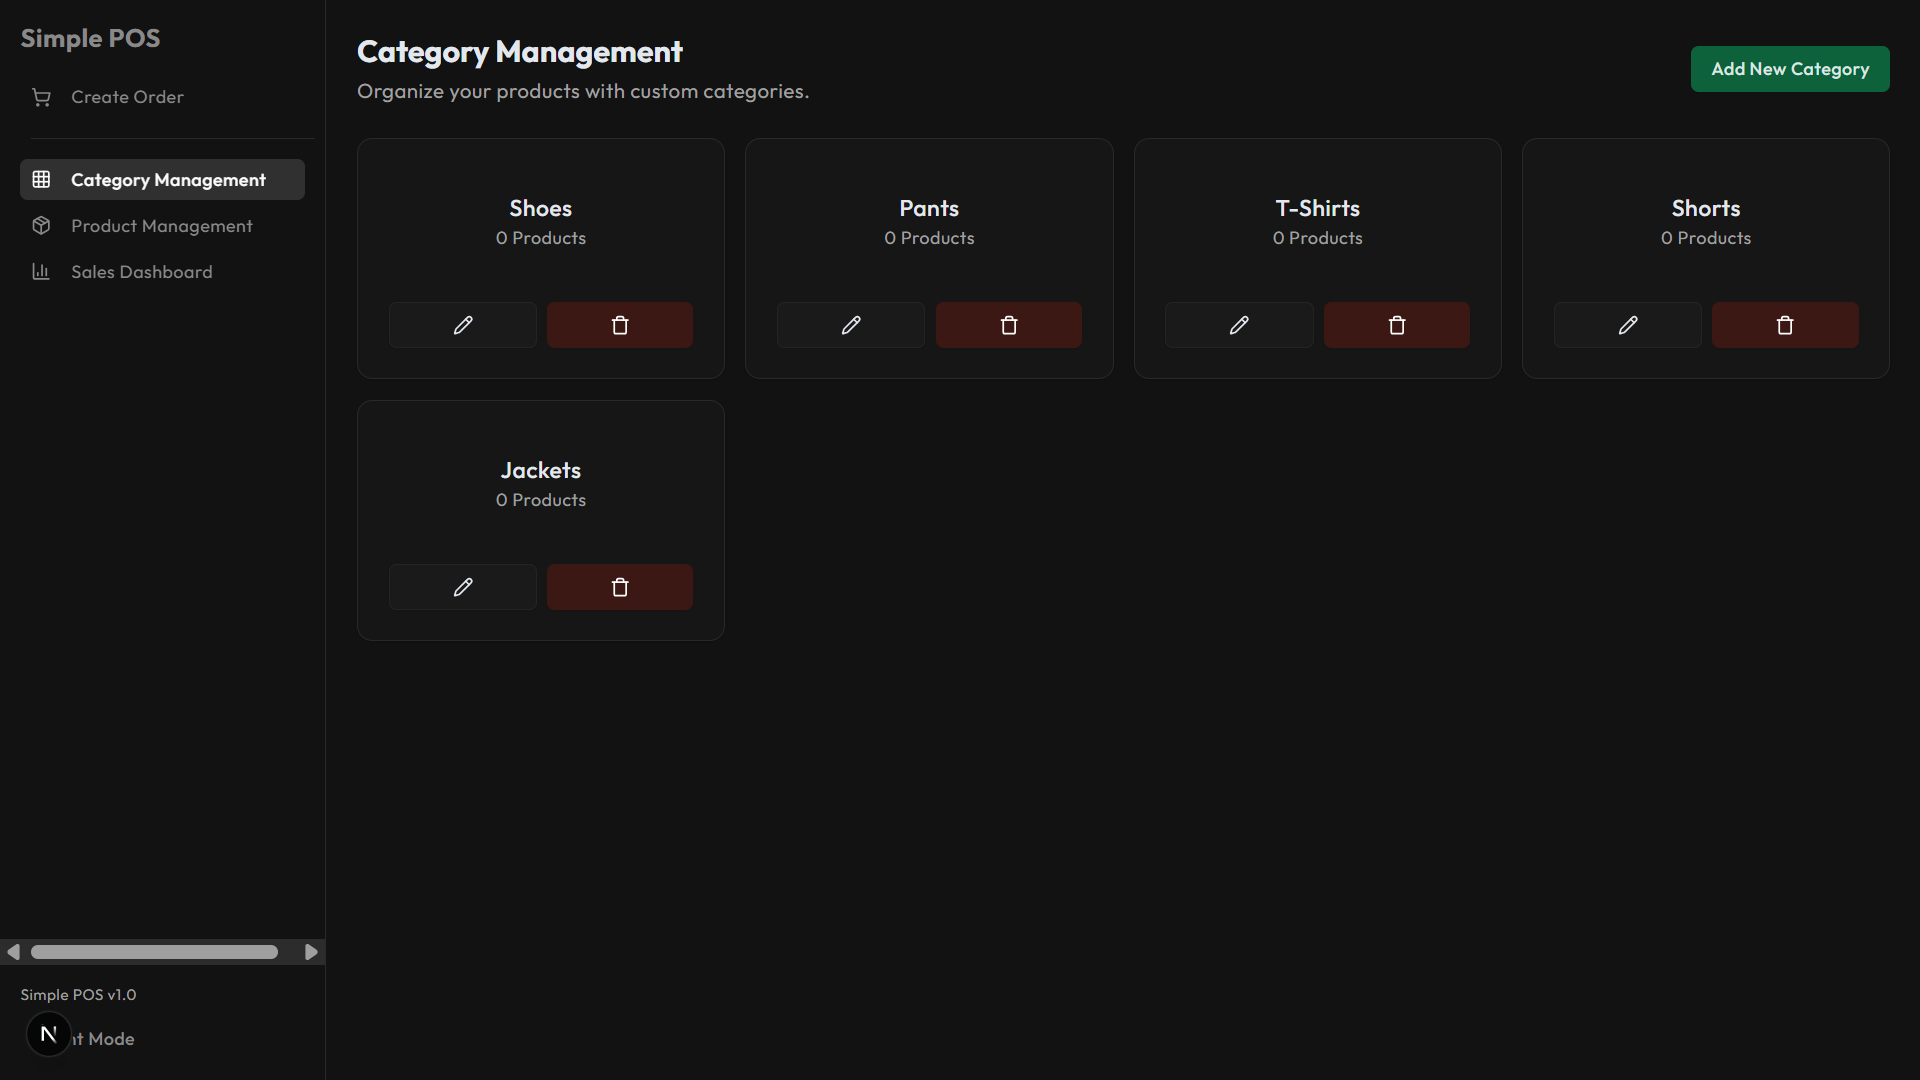 Simple POS
Create Order
Category Management
Product Management
Sales Dashboard
Simple POS v1.0
Mode
Category Management
Organize your products with custom categories.
Add New Category
Shoes
0 Products
Pants
0 Products
T-Shirts
0 Products
Shorts
0 Products
Jackets
0 Products